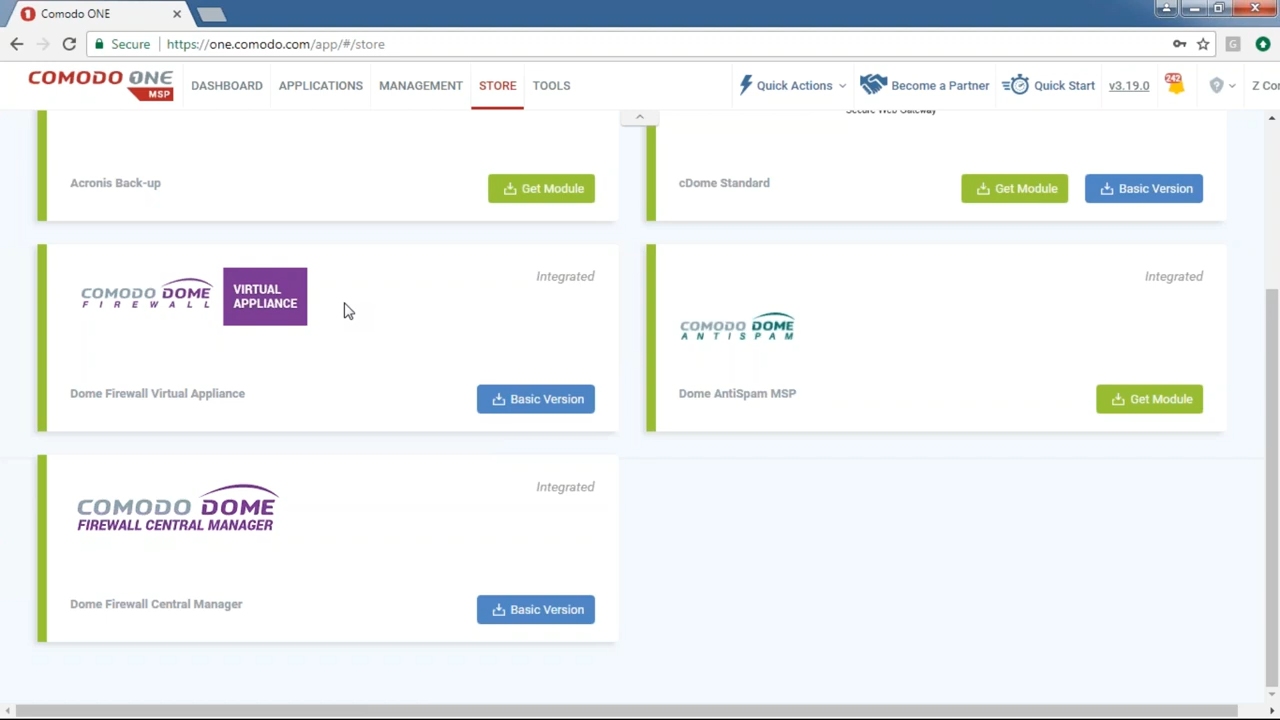 Comodo ONE
Secure
https://one.comodo.com/app/#/store
G
COMODO ONE
MSP
DASHBOARD
APPLICATIONS
MANAGEMENT
STORE
TOOLS
Quick Actions
Become a Partner
Quick Start
v3.19.0
242
Z Co
Secure Web Gateway
Acronis Back-up
Get Module
cDome Standard
Get Module
Basic Version
COMODO DOME
FIREWALL
VIRTUAL
APPLIANCE
Integrated
Dome Firewall Virtual Appliance
Basic Version
Integrated
COMODO DOME
ANTISPAM
Dome AntiSpam MSP
Get Module
COMODO DOME
FIREWALL CENTRAL MANAGER
Integrated
Dome Firewall Central Manager
Basic Version